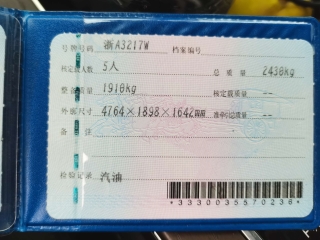 号牌号码 浙A3217W 档案编号
核定载人数 5人 总质量 2438kg
整备质量 1910kg 核定载质量 --
外廓尺寸 4764×1898×1642mm 准牵引总质量 --
备注
检验记录 汽油
*3330035570236*